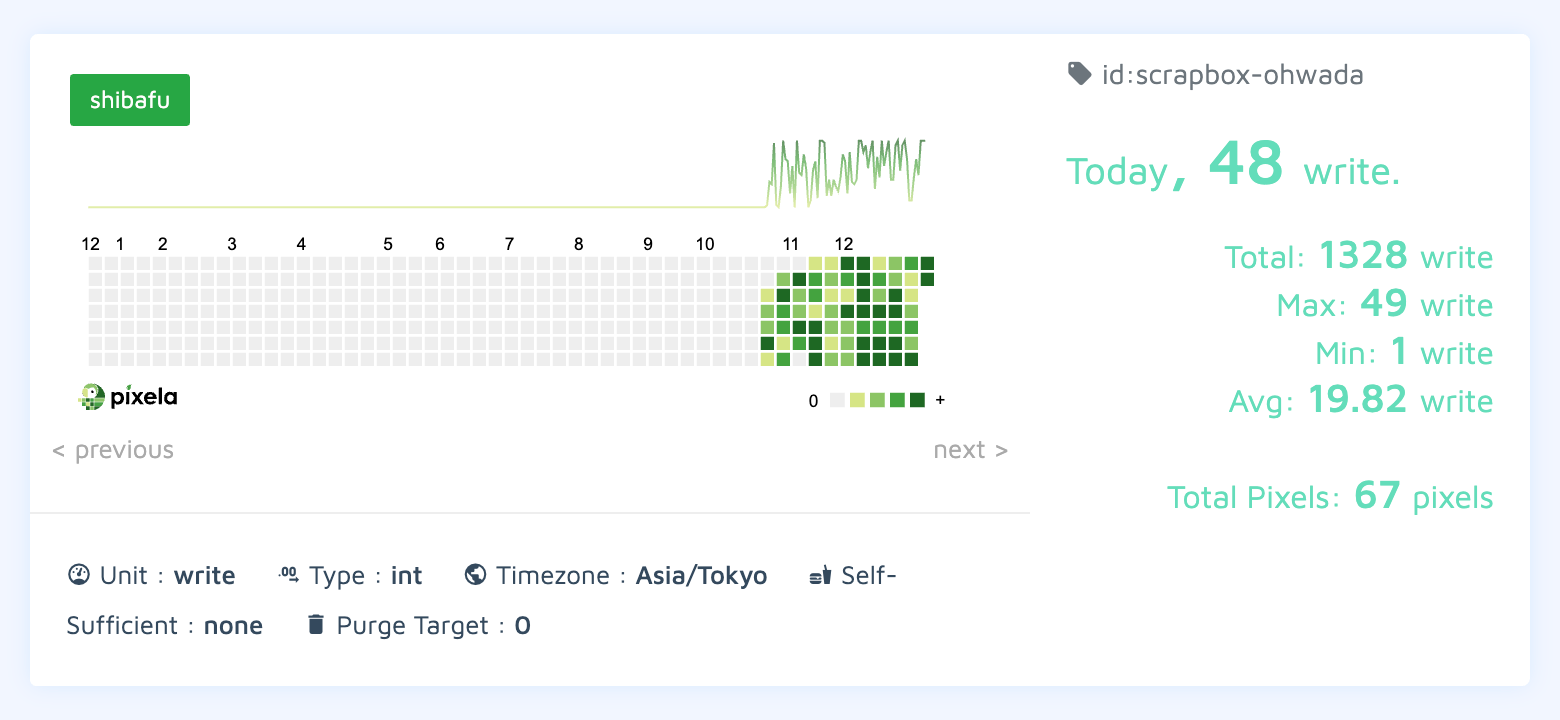 shibafu
12 1 2 3 4 5 6 7 8 9 10 11 12
pixela
0 +
< previous next >
Unit : write Type : int Timezone : Asia/Tokyo Self-
Sufficient : none Purge Target : 0
id:scrapbox-ohwada
Today, 48 write.
Total: 1328 write
Max: 49 write
Min: 1 write
Avg: 19.82 write
Total Pixels: 67 pixels